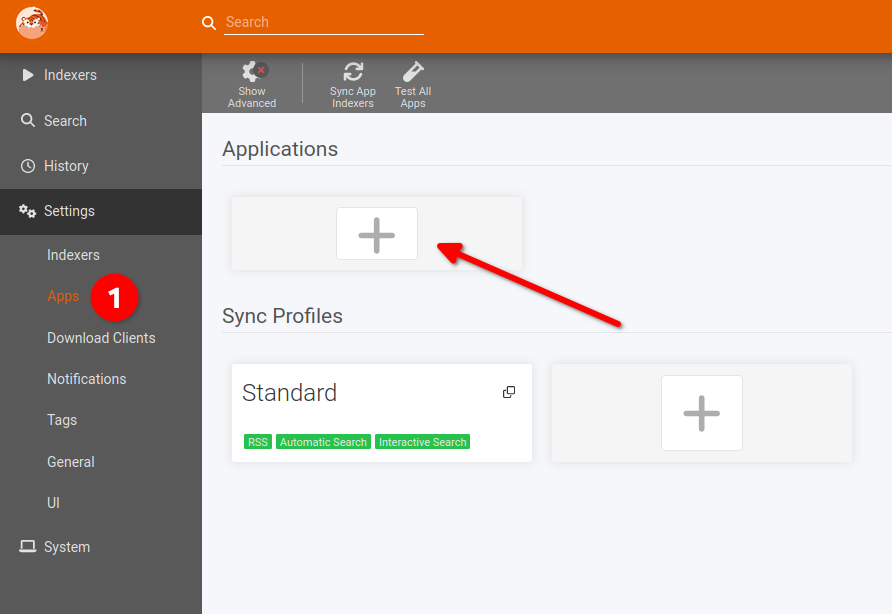 Search
Indexers
Search
History
Settings
Indexers
Apps
1
Download Clients
Notifications
Tags
General
UI
System
Show
Advanced
Sync App
Indexers
Test All
Apps
Applications
Sync Profiles
Standard
RSS
Automatic Search
Interactive Search